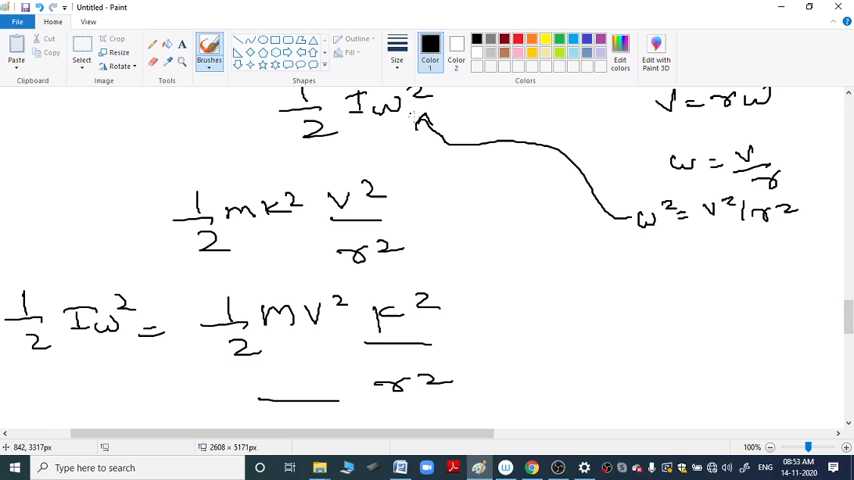 Untitled - Paint
File Home View
Paste
Cut
Copy
Clipboard
Select
Crop
Resize
Rotate
Image
Tools
Brushes
Shapes
Outline
Fill
Size
Color 1
Color 2
Colors
Edit colors
Edit with Paint 3D
1/2 Iω² v = rω
ω = v/r
1/2 mk² v²/r² ω² = v²/r²
1/2 Iω² = 1/2 mv² k²/r²
842, 3317px 2608 × 5171px 100%
Type here to search
ENG
08:53 AM
14-11-2020